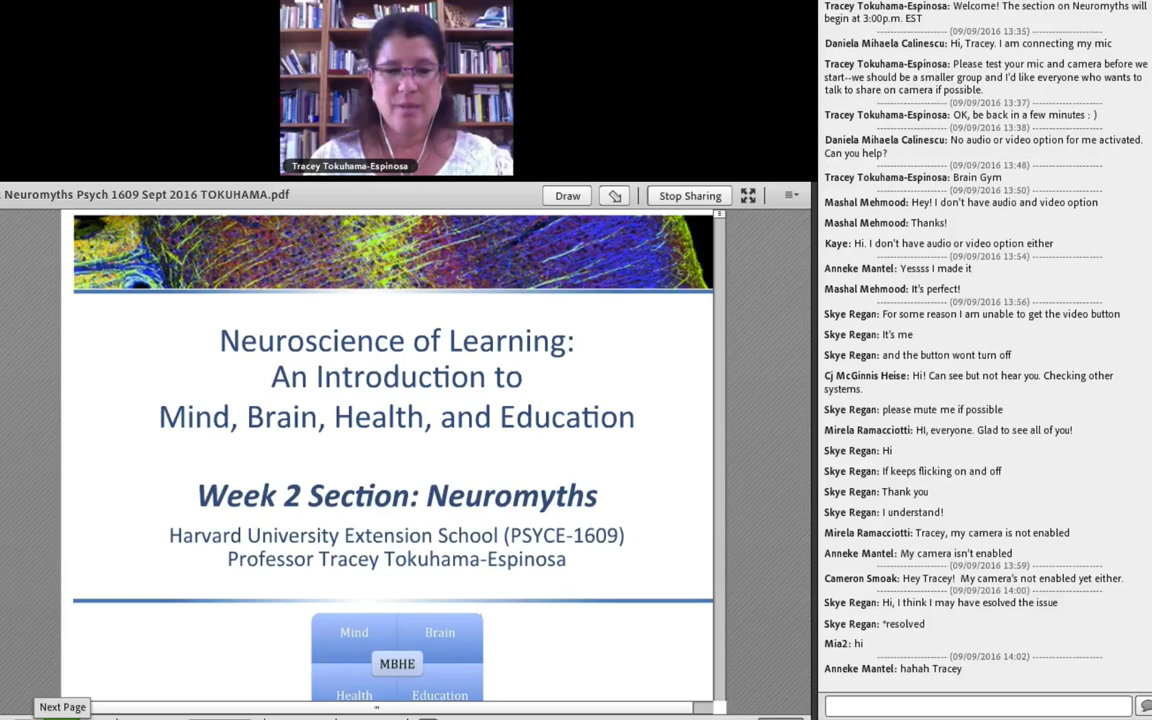 Tracey Tokuhama-Espinosa
Neuromyths Psych 1609 Sept 2016 TOKUHAMA.pdf
Draw
Stop Sharing
Neuroscience of Learning:
An Introduction to
Mind, Brain, Health, and Education
Week 2 Section: Neuromyths
Harvard University Extension School (PSYCE-1609)
Professor Tracey Tokuhama-Espinosa
Mind
Brain
MBHE
Health
Education
Next Page
Tracey Tokuhama-Espinosa: Welcome! The section on Neuromyths will
begin at 3:00p.m. EST
(09/09/2016 13:35)
Daniela Mihaela Calinescu: Hi, Tracey. I am connecting my mic
Tracey Tokuhama-Espinosa: Please test your mic and camera before we
start--we should be a smaller group and I'd like everyone who wants to
talk to share on camera if possible.
(09/09/2016 13:37)
Tracey Tokuhama-Espinosa: OK, be back in a few minutes : )
(09/09/2016 13:38)
Daniela Mihaela Calinescu: No audio or video option for me activated.
Can you help?
(09/09/2016 13:48)
Tracey Tokuhama-Espinosa: Brain Gym
(09/09/2016 13:50)
Mashal Mehmood: Hey! I don't have audio and video option
Mashal Mehmood: Thanks!
Kaye: Hi. I don't have audio or video option either
(09/09/2016 13:54)
Anneke Mantel: Yessss I made it
Mashal Mehmood: It's perfect!
(09/09/2016 13:56)
Skye Regan: For some reason I am unable to get the video button
Skye Regan: It's me
Skye Regan: and the button wont turn off
Cj McGinnis Heise: Hi! Can see but not hear you. Checking other
systems.
Skye Regan: please mute me if possible
Mirela Ramacciotti: HI, everyone. Glad to see all of you!
Skye Regan: Hi
Skye Regan: If keeps flicking on and off
Skye Regan: Thank you
Skye Regan: I understand!
Mirela Ramacciotti: Tracey, my camera is not enabled
Anneke Mantel: My camera isn't enabled
(09/09/2016 13:59)
Cameron Smoak: Hey Tracey!  My camera's not enabled yet either.
(09/09/2016 14:00)
Skye Regan: Hi, I think I may have esolved the issue
Skye Regan: *resolved
Mia2: hi
(09/09/2016 14:02)
Anneke Mantel: hahah Tracey